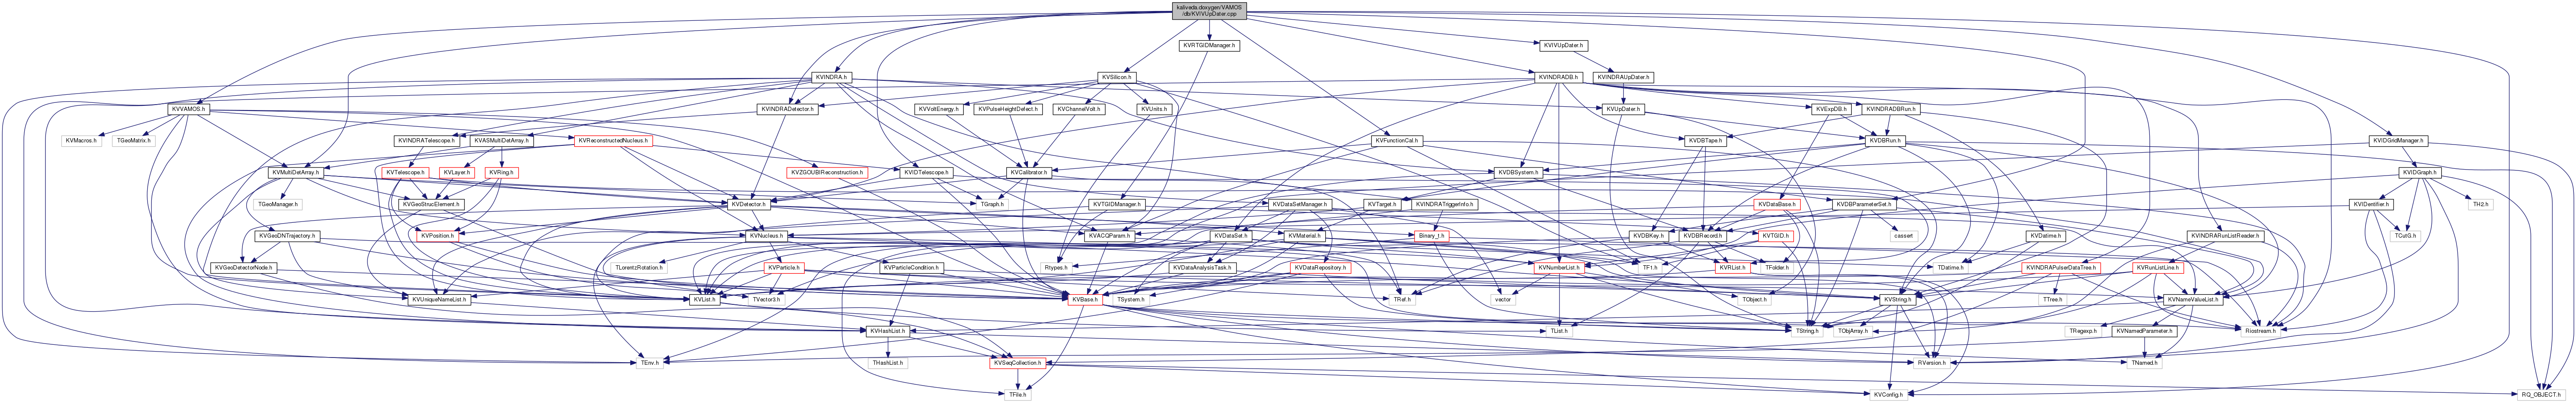 kaliveda.doxygen/VAMOS
/db/KVIVUpDater.cpp
KVRTGIDManager.h
KVIVUpDater.h
KVINDRA.h
KVSilicon.h
KVINDRADB.h
KVINDRAUpDater.h
KVVAMOS.h
KVINDRADetector.h
KVVoltEnergy.h
KVPulseHeightDefect.h
KVChannelVolt.h
KVUnits.h
KVUpDater.h
KVExpDB.h
KVINDRADBRun.h
KVMacros.h
TGeoMatrix.h
KVINDRATelescope.h
KVASMultiDetArray.h
KVReconstructedNucleus.h
KVFunctionCal.h
KVDBTape.h
KVDBRun.h
KVIDGridManager.h
KVMultiDetArray.h
KVTelescope.h
KVLayer.h
KVRing.h
KVZGOUBIReconstruction.h
KVIDTelescope.h
KVCalibrator.h
KVDBSystem.h
KVIDGraph.h
TGeoManager.h
KVGeoStrucElement.h
KVDetector.h
TGraph.h
KVTGIDManager.h
KVDataSetManager.h
KVTarget.h
KVINDRATriggerInfo.h
KVDataBase.h
KVDBParameterSet.h
KVIDentifier.h
TH2.h
KVGeoDNTrajectory.h
KVPosition.h
KVNucleus.h
KVACQParam.h
KVDataSet.h
KVMaterial.h
Binary_t.h
KVDBKey.h
KVTGID.h
KVDBRecord.h
cassert
KVDatime.h
KVINDRARunListReader.h
TCutG.h
KVGeoDetectorNode.h
TLorentzRotation.h
KVParticle.h
KVParticleCondition.h
Rtypes.h
KVDataAnalysisTask.h
KVDataRepository.h
TF1.h
KVNumberList.h
KVRList.h
TFolder.h
TDatime.h
KVINDRAPulserDataTree.h
KVRunListLine.h
KVUniqueNameList.h
KVList.h
TVector3.h
KVBase.h
TSystem.h
TRef.h
vector
TObject.h
KVString.h
TTree.h
KVNameValueList.h
KVHashList.h
TList.h
TString.h
TObjArray.h
TRegexp.h
KVNamedParameter.h
Riostream.h
TEnv.h
THashList.h
KVSeqCollection.h
RVersion.h
TNamed.h
TFile.h
KVConfig.h
RQ_OBJECT.h